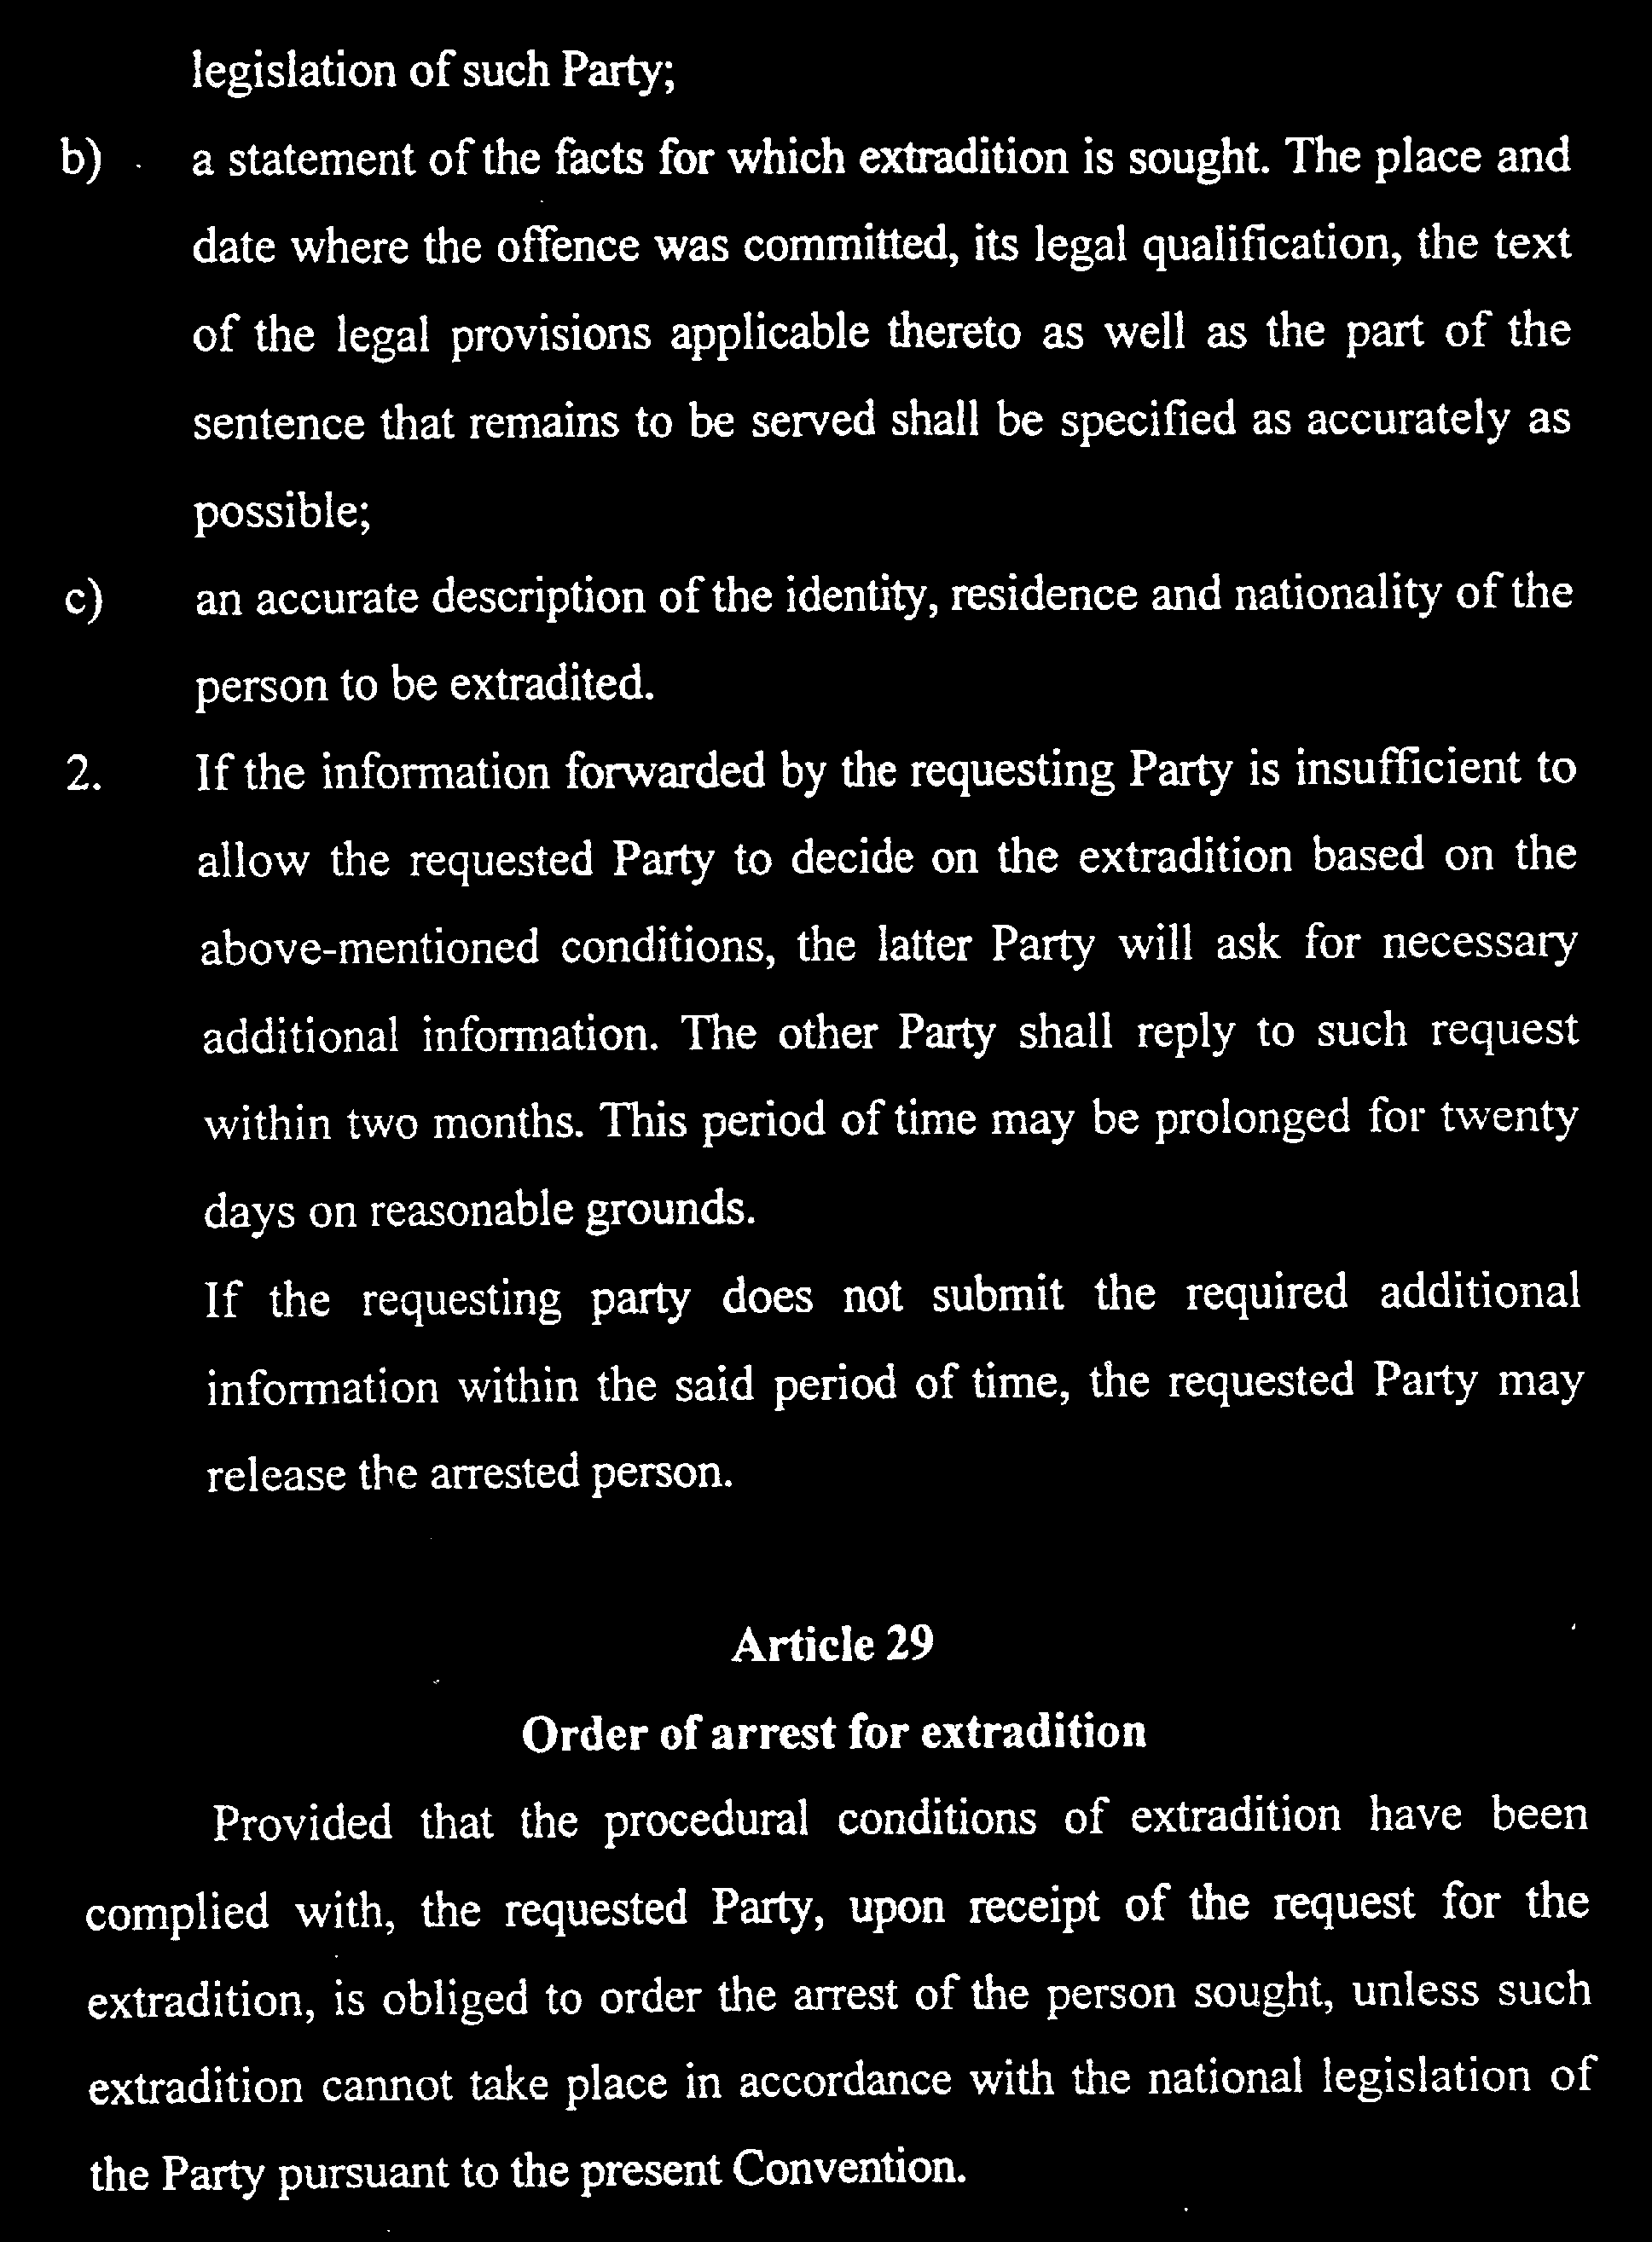 legislation of such Party;
b) a statement of the facts for which extradition is sought. The place and
date where the offence was committed, its legal qualification, the text
of the legal provisions applicable thereto as well as the part of the
sentence that remains to be served shall be specified as accurately as
possible;
c) an accurate description of the identity, residence and nationality of the
person to be extradited.
2. If the information forwarded by the requesting Party is insufficient to
allow the requested Party to decide on the extradition based on the
above-mentioned conditions, the latter Party will ask for necessary
additional information. The other Party shall reply to such request
within two months. This period of time may be prolonged for twenty
days on reasonable grounds.
If the requesting party does not submit the required additional
information within the said period of time, the requested Party may
release the arrested person.
Article 29
Order of arrest for extradition
Provided that the procedural conditions of extradition have been
complied with, the requested Party, upon receipt of the request for the
extradition, is obliged to order the arrest of the person sought, unless such
extradition cannot take place in accordance with the national legislation of
the Party pursuant to the present Convention.